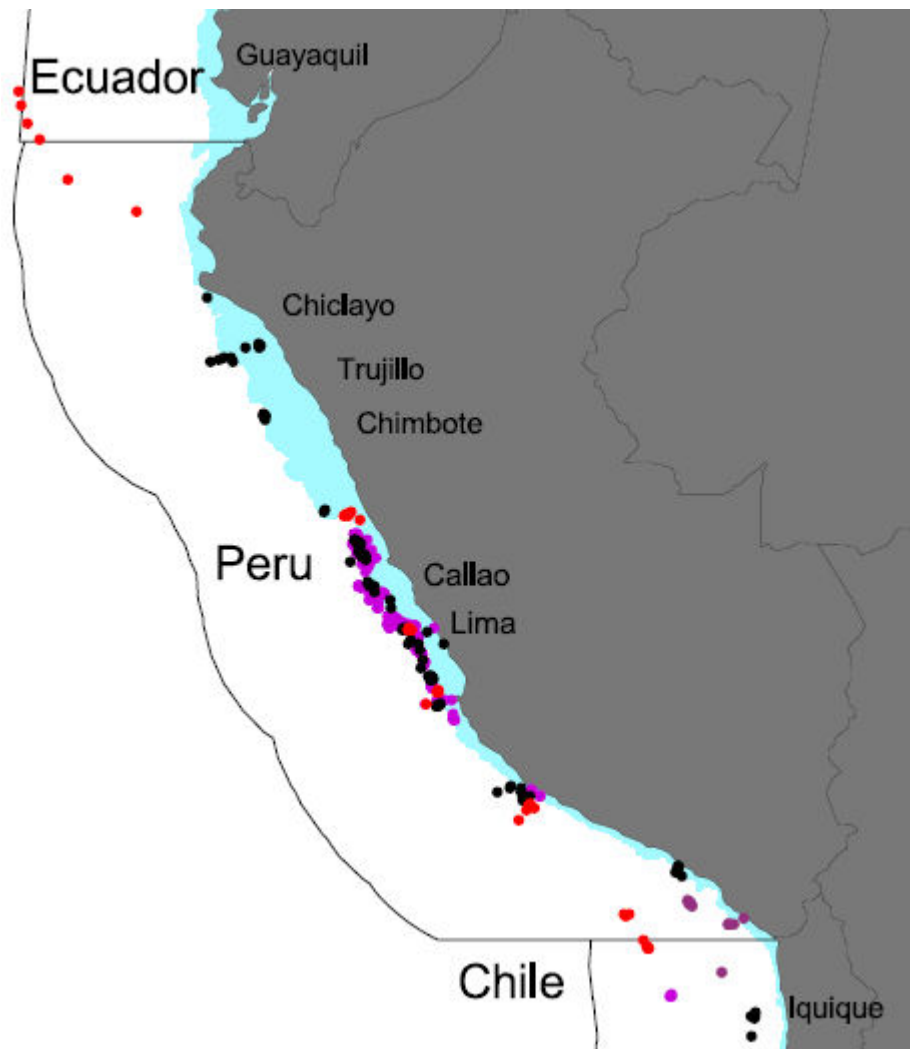 Guayaquil
Ecuador
Chiclayo
Trujillo
Chimbote
Peru
Callao
Lima
Chile
Iquique